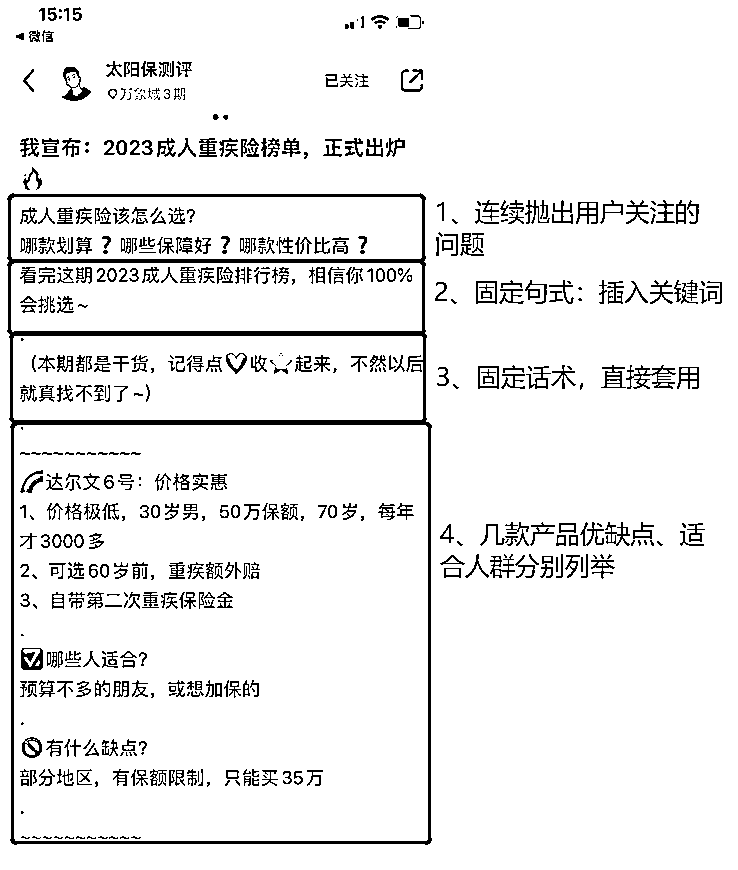 15:15
微信
太阳保测评
万象城3期
已关注
我宣布：2023成人重疾险榜单，正式出炉
🔥
成人重疾险该怎么选?
哪款划算❓哪些保障好❓哪款性价比高❓
1、连续抛出用户关注的
问题
看完这期2023成人重疾险排行榜，相信你100%
会挑选~
2、固定句式：插入关键词
.
（本期都是干货，记得点♡收☆起来，不然以后
就真找不到了~）
3、固定话术，直接套用
.
~~~~~~~~~~~
达尔文6号：价格实惠
1、价格极低，30岁男，50万保额，70岁，每年
才3000多
2、可选60岁前，重疾额外赔
3、自带第二次重疾保险金
.
☑哪些人适合?
预算不多的朋友，或想加保的
.
🚫有什么缺点?
部分地区，有保额限制，只能买35万
.
~~~~~~~~~~~
4、几款产品优缺点、适
合人群分别列举